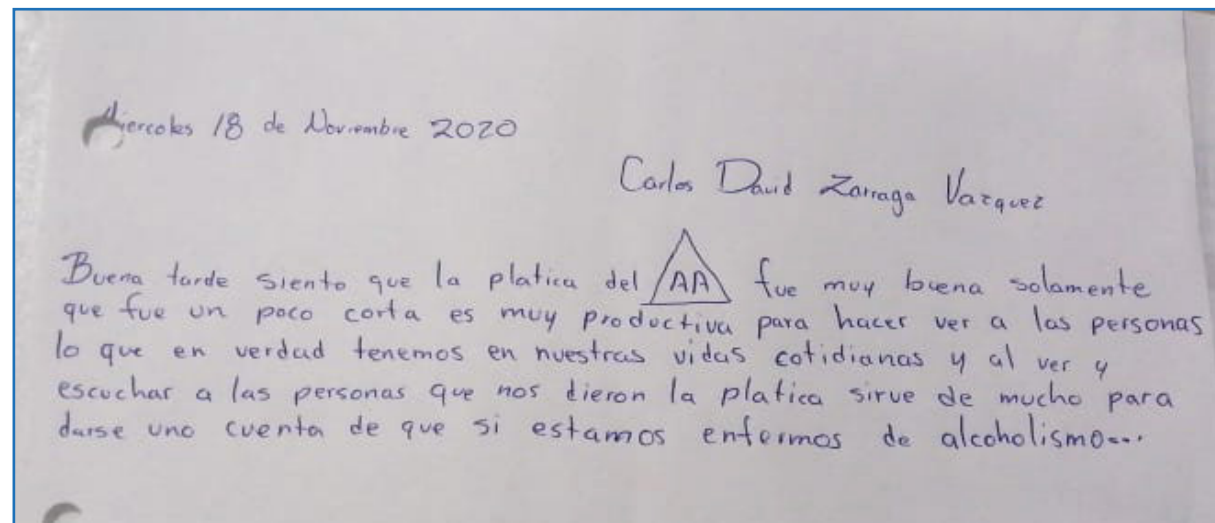 Miercoles 18 de Noviembre 2020
Carlos David Zarraga Vazquez
Buena tarde siento que la platica del AA fue muy buena solamente
que fue un poco corta es muy productiva para hacer ver a las personas
lo que en verdad tenemos en nuestras vidas cotidianas y al ver y
escuchar a las personas que nos dieron la platica sirve de mucho para
darse uno cuenta de que si estamos enfermos de alcoholismo...